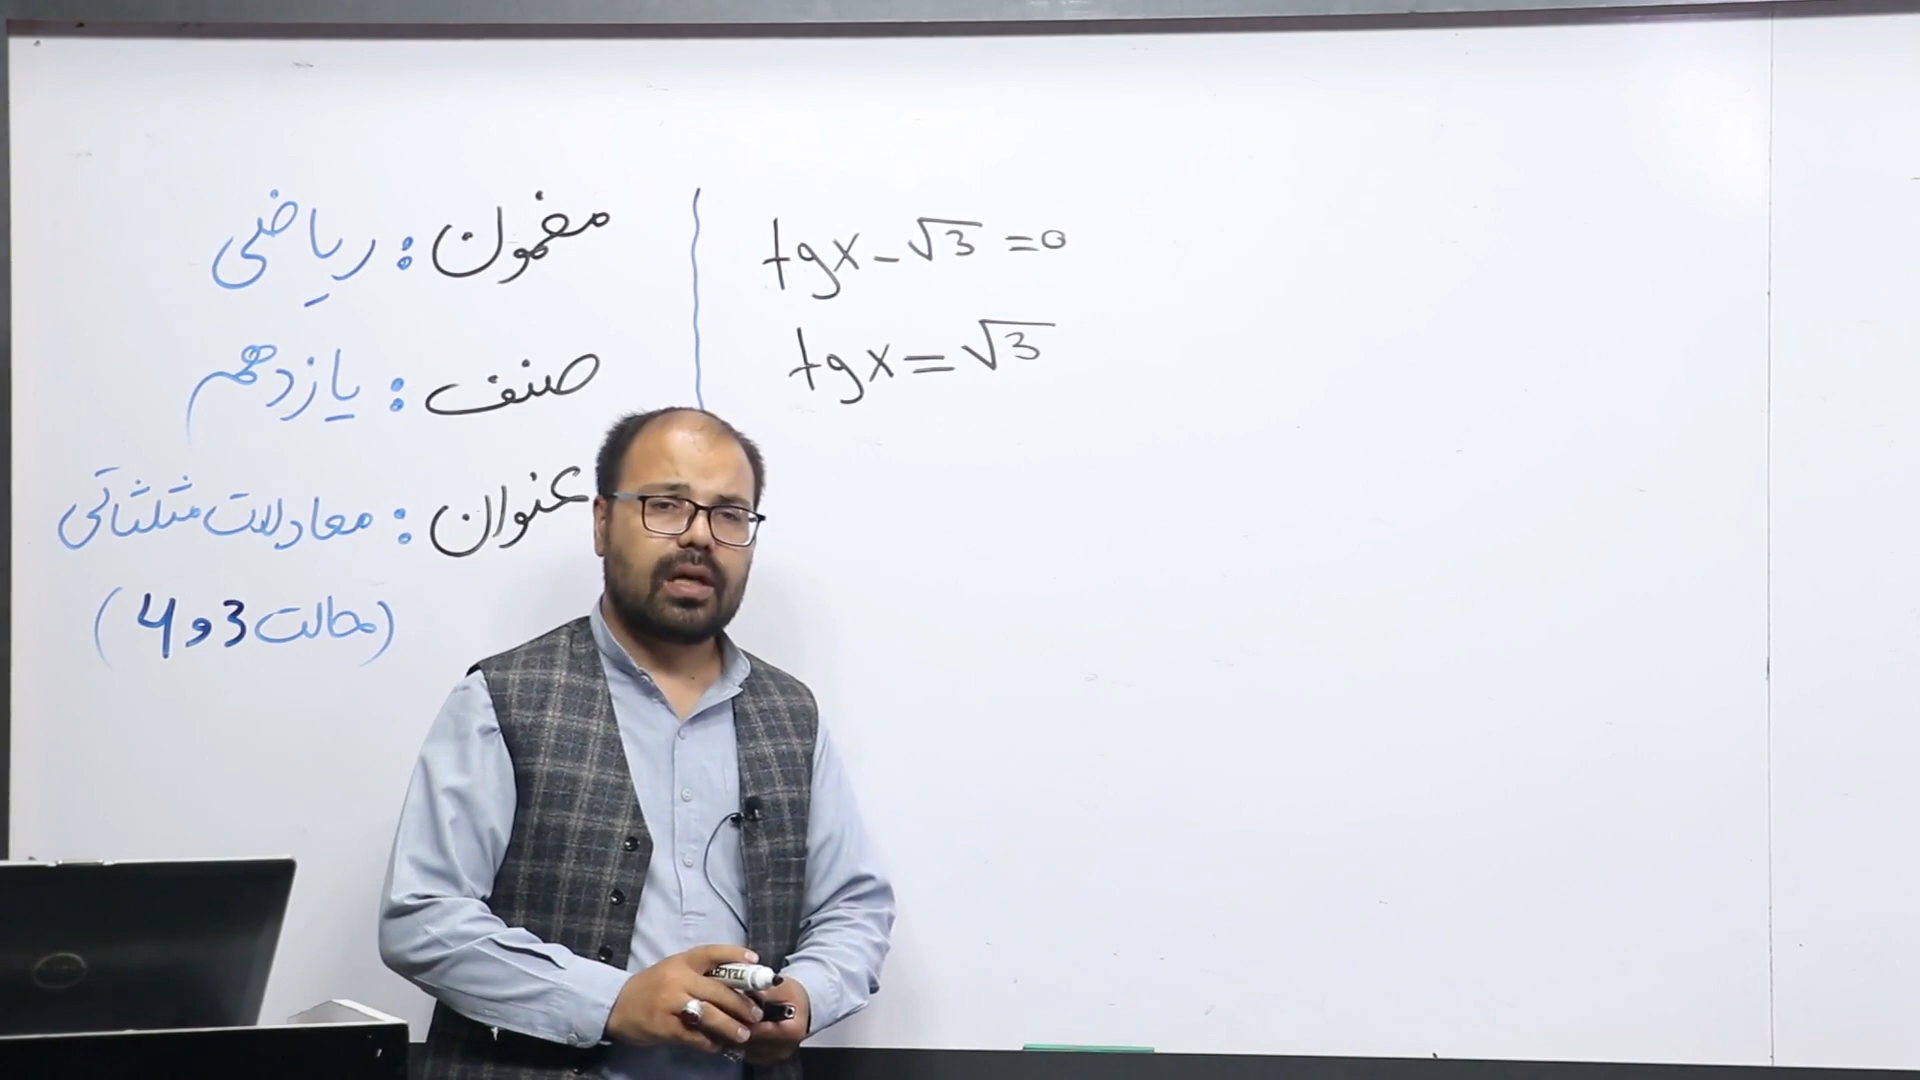 مضمون : ریاضی
صنف : یازدهم
عنوان : معادلات مثلثاتی
(حالت 3 و 4)
tgx - √3 = 0
tgx = √3